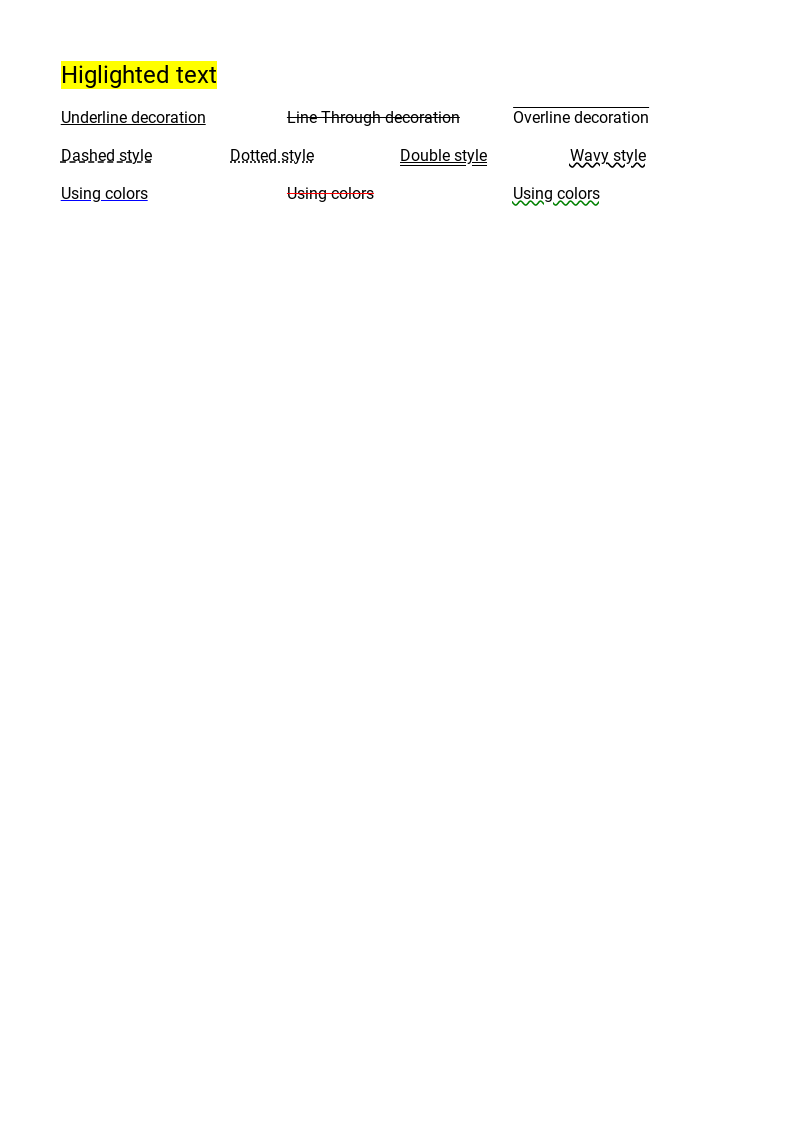 Higlighted text
Underline decoration Line Through decoration Overline decoration
Dashed style Dotted style Double style Wavy style
Using colors Using colors Using colors